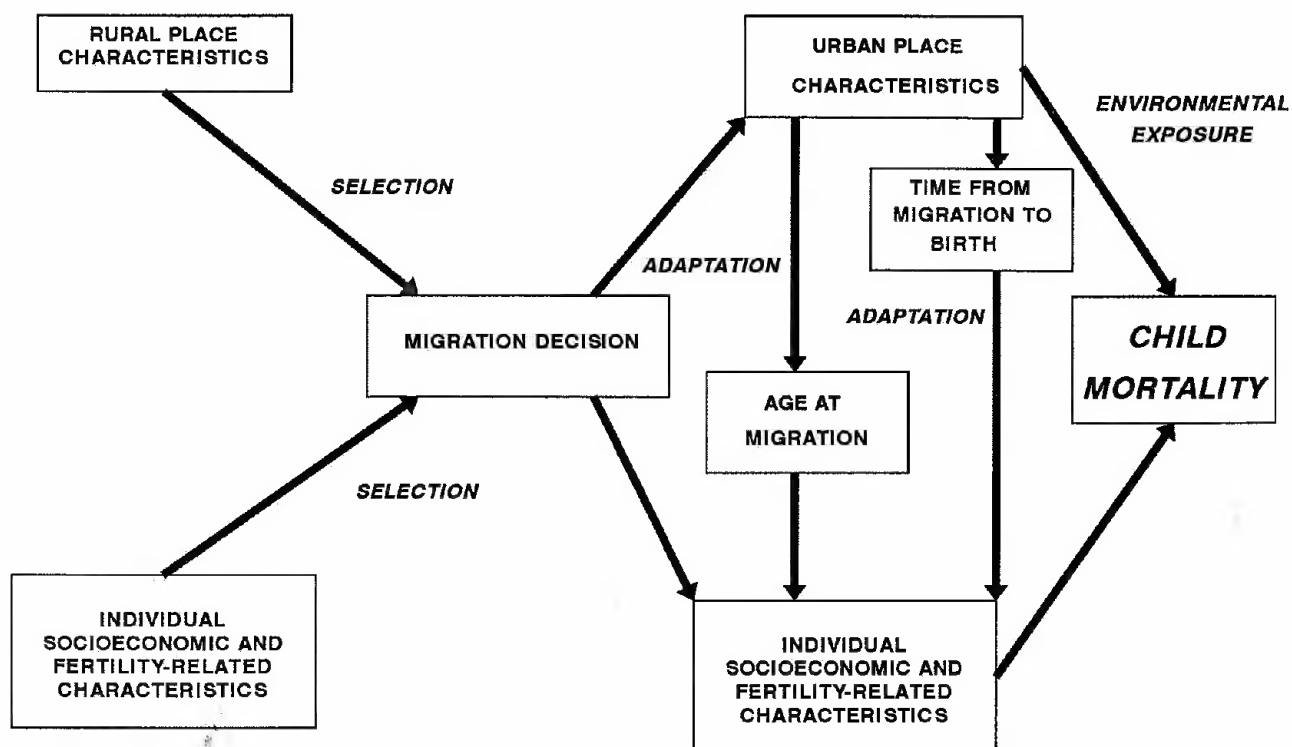 RURAL PLACE
CHARACTERISTICS
URBAN PLACE
CHARACTERISTICS
ENVIRONMENTAL
EXPOSURE
SELECTION
TIME FROM
MIGRATION TO
BIRTH
ADAPTATION
MIGRATION DECISION
ADAPTATION
CHILD
MORTALITY
AGE AT
MIGRATION
SELECTION
INDIVIDUAL
SOCIOECONOMIC AND
FERTILITY-RELATED
CHARACTERISTICS
INDIVIDUAL
SOCIOECONOMIC AND
FERTILITY-RELATED
CHARACTERISTICS